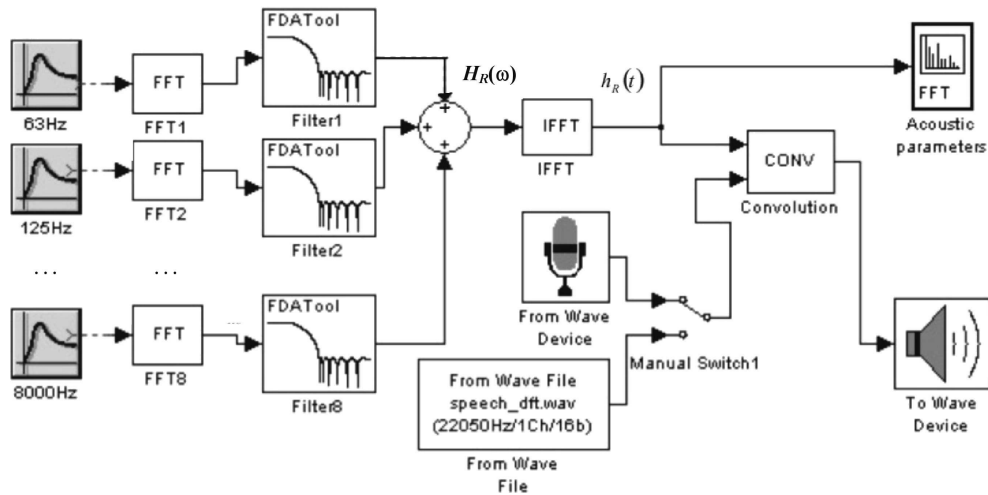 FDATool
63Hz
FFT
FFT1
Filter1
H_R(ω)
h_R(t)
IFFT
IFFT
FFT
Acoustic
parameters
FDATool
125Hz
FFT
FFT2
Filter2
CONV
Convolution
... ...
From Wave
Device
Manual Switch1
FDATool
8000Hz
FFT
FFT8
....
Filter8
From Wave File
speech_dft.wav
(22050Hz/1Ch/16b)
From Wave
File
To Wave
Device